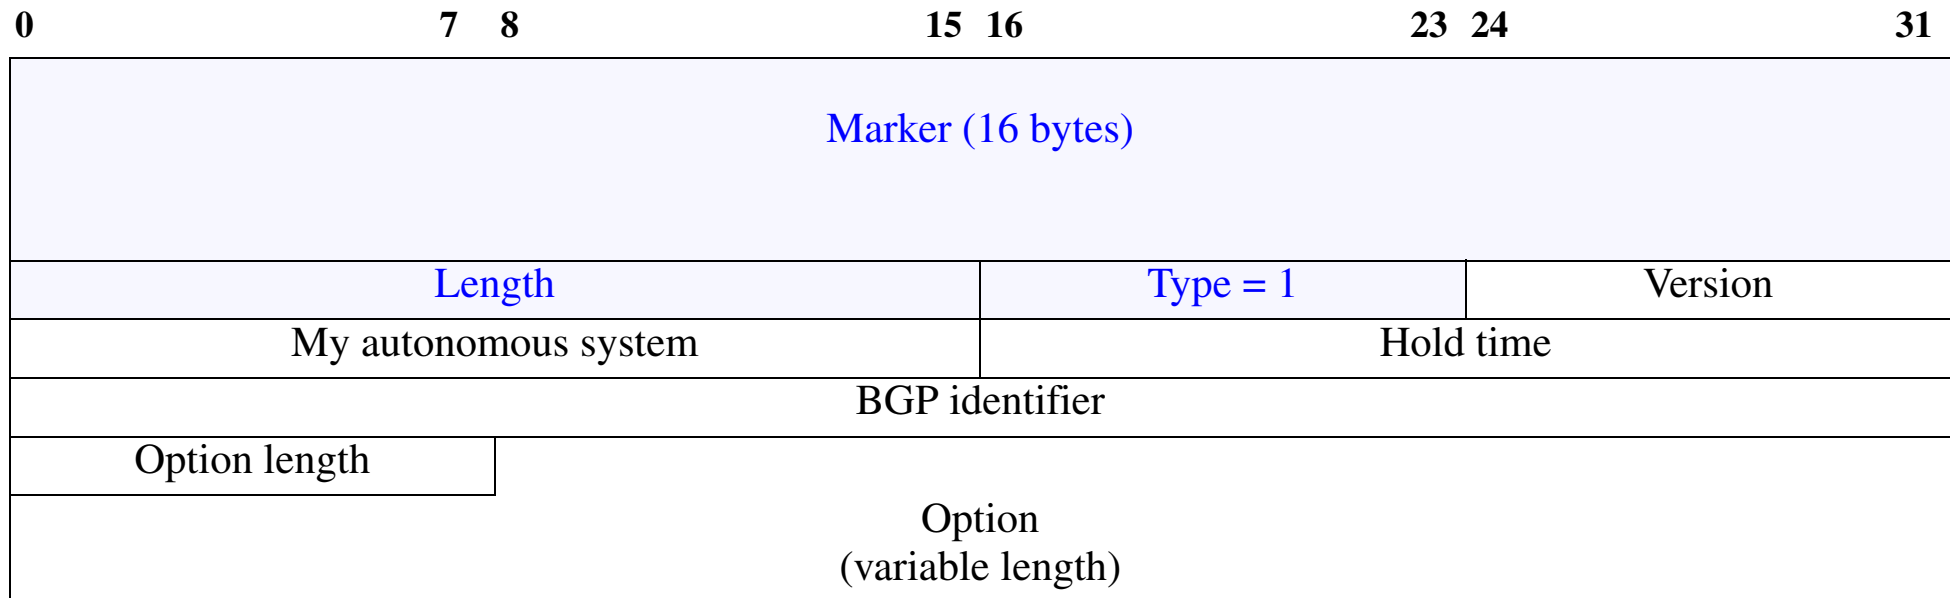 0 7 8 15 16 23 24 31
Marker (16 bytes)
Length Type = 1 Version
My autonomous system Hold time
BGP identifier
Option length
Option
(variable length)